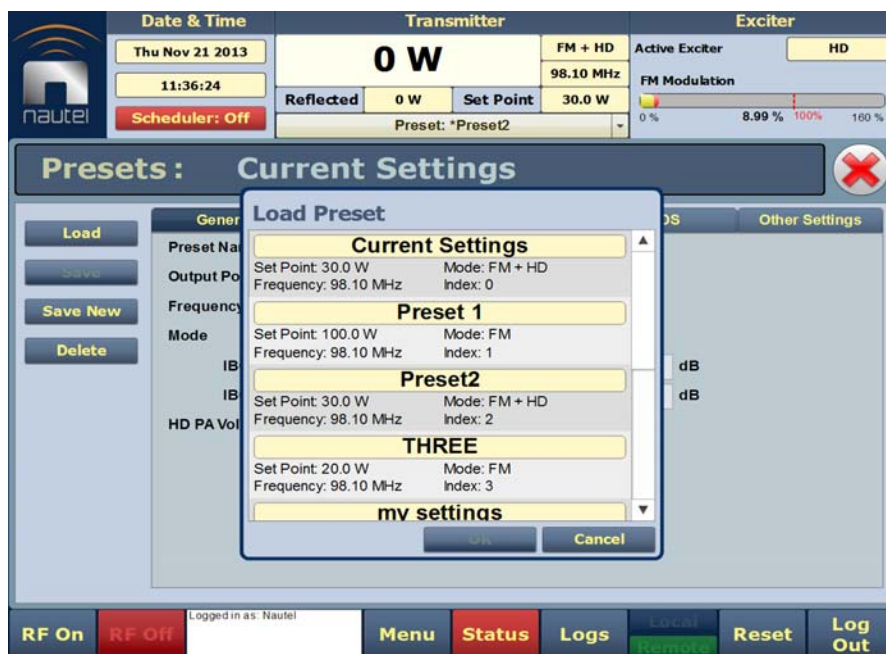 Date & Time
Transmitter
Exciter
Thu Nov 21 2013
11:36:24
Scheduler: Off
0 W
FM + HD
98.10 MHz
Reflected 0 W Set Point 30.0 W
Preset: *Preset2
Active Exciter HD
FM Modulation
0 % 8.99 % 100% 160 %
nautel
Presets : Current Settings
Load
Save
Save New
Delete
Gener
DS
Other Settings
Preset Na
Output Po
Frequency
Mode
IB
dB
IB
dB
HD PA Vol
Load Preset
Current Settings
Set Point: 30.0 W Mode: FM + HD
Frequency: 98.10 MHz Index: 0
Preset 1
Set Point: 100.0 W Mode: FM
Frequency: 98.10 MHz Index: 1
Preset2
Set Point: 30.0 W Mode: FM + HD
Frequency: 98.10 MHz Index: 2
THREE
Set Point: 20.0 W Mode: FM
Frequency: 98.10 MHz Index: 3
my settings
OK
Cancel
RF On
RF Off
Logged in as: Nautel
Menu
Status
Logs
Local
Remote
Reset
Log
Out